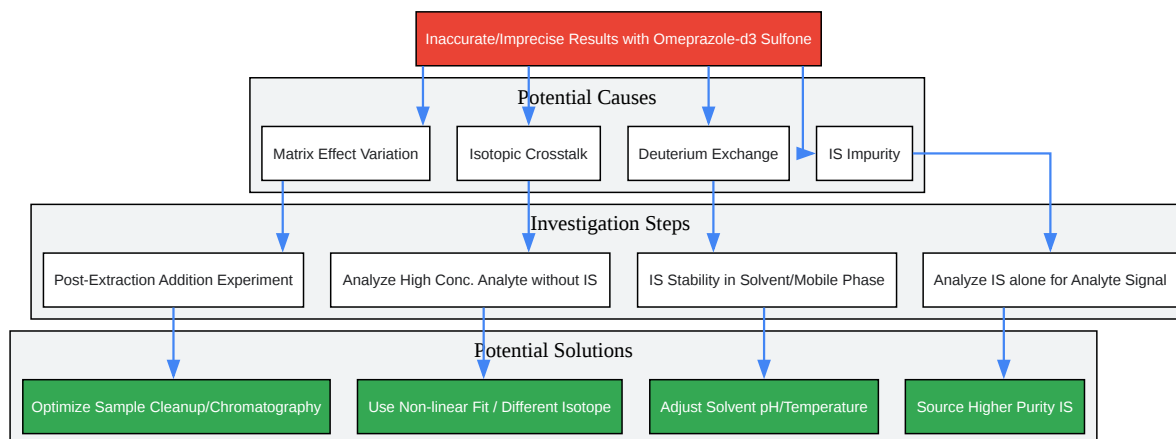 Inaccurate/Imprecise Results with Omeprazole-d3 Sulfone
Potential Causes
Matrix Effect Variation
Isotopic Crosstalk
Deuterium Exchange
IS Impurity
Investigation Steps
Post-Extraction Addition Experiment
Analyze High Conc. Analyte without IS
IS Stability in Solvent/Mobile Phase
Analyze IS alone for Analyte Signal
Potential Solutions
Optimize Sample Cleanup/Chromatography
Use Non-linear Fit / Different Isotope
Adjust Solvent pH/Temperature
Source Higher Purity IS